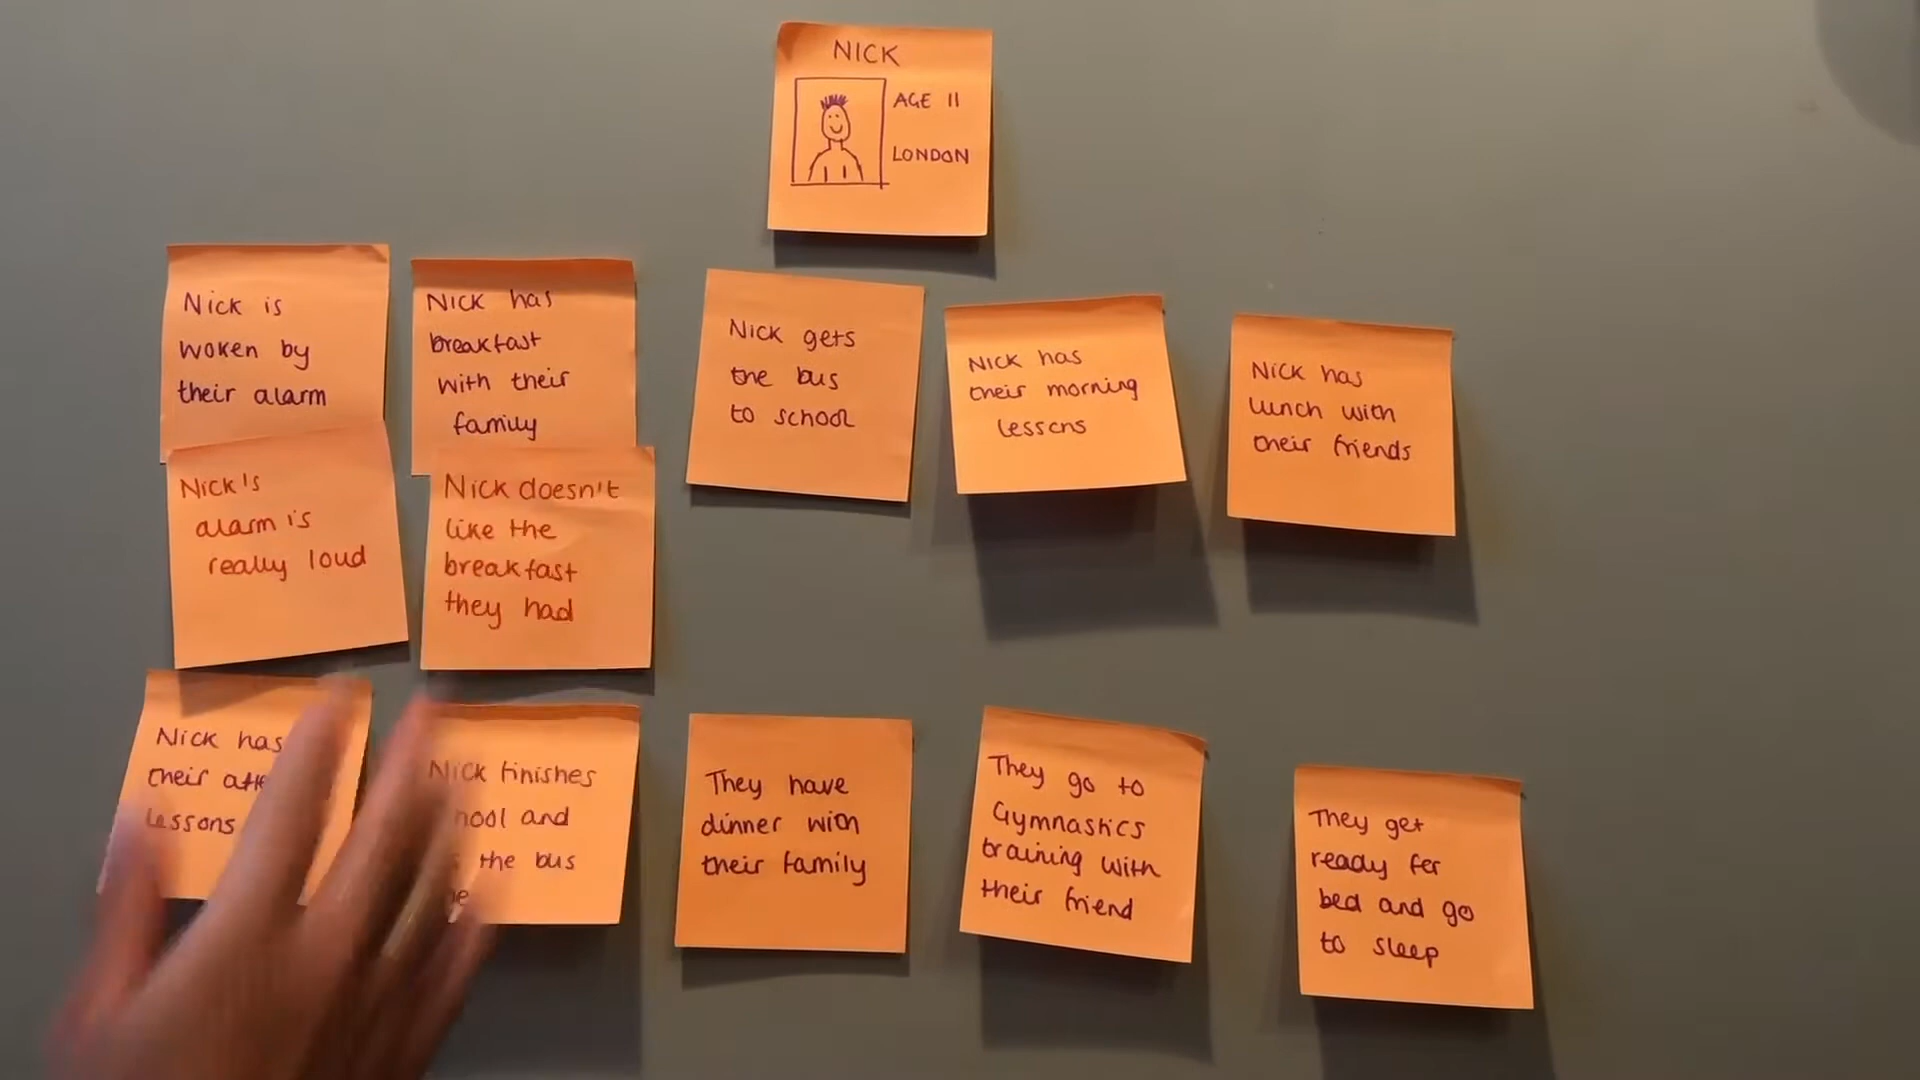 NICK
AGE 11
LONDON
Nick is
woken by
their alarm
Nick has
breakfast
with their
family
Nick gets
the bus
to school
Nick has
their morning
lessons
Nick has
lunch with
their friends
Nick's
alarm is
really loud
Nick doesn't
like the
breakfast
they had
Nick has
their
lessons
Nick finishes
and
the bus
They have
dinner with
their family
They go to
Gymnastics
training with
their friend
They get
ready for
bed and go
to sleep